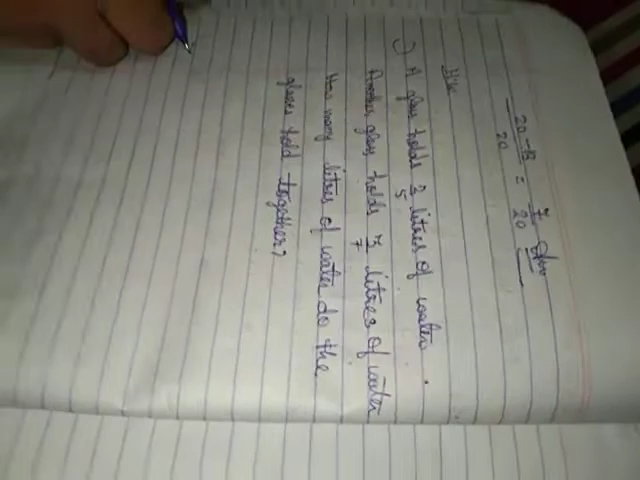 20-13 = 7 Ans
20 20
H.W.
1) A glass holds 2/5 litres of water.
Another glass holds 3/7 litres of water
How many litres of water do the
glasses hold together?